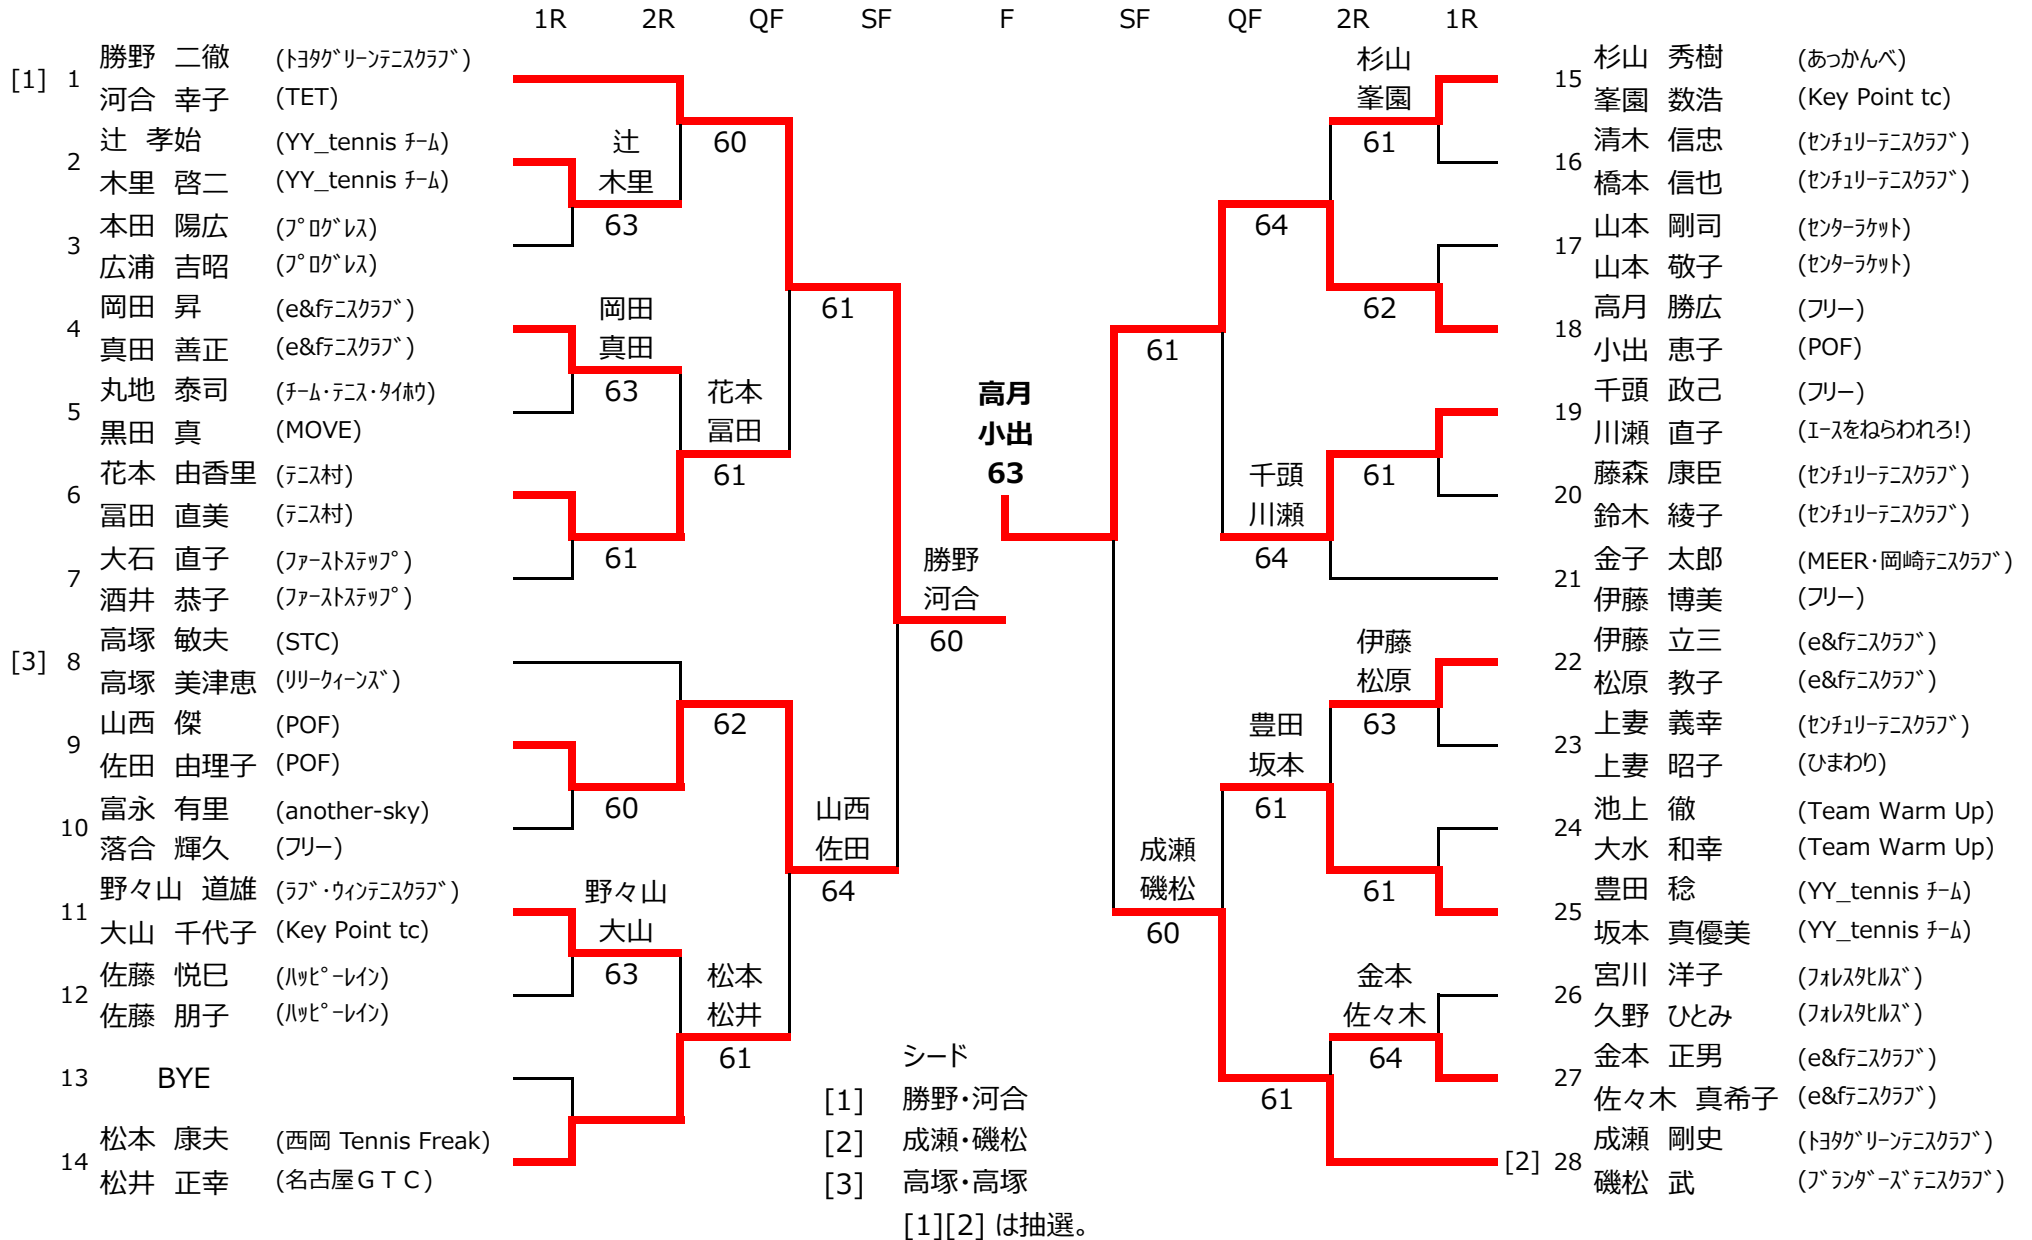 1R 2R QF SF F SF QF 2R 1R
[1] 1 勝野 二徹 (ﾄﾖﾀｸﾞﾘｰﾝﾃﾆｽｸﾗﾌﾞ)
河合 幸子 (TET)
2 辻 孝始 (YY_tennis ﾁｰﾑ)
木里 啓二 (YY_tennis ﾁｰﾑ)
3 本田 陽広 (ﾌﾟﾛｸﾞﾚｽ)
広浦 吉昭 (ﾌﾟﾛｸﾞﾚｽ)
4 岡田 昇 (e&fﾃﾆｽｸﾗﾌﾞ)
真田 善正 (e&fﾃﾆｽｸﾗﾌﾞ)
5 丸地 泰司 (ﾁｰﾑ･ﾃﾆｽ･ﾀｲﾎｳ)
黒田 真 (MOVE)
6 花本 由香里 (ﾃﾆｽ村)
冨田 直美 (ﾃﾆｽ村)
7 大石 直子 (ﾌｧｰｽﾄｽﾃｯﾌﾟ)
酒井 恭子 (ﾌｧｰｽﾄｽﾃｯﾌﾟ)
[3] 8 高塚 敏夫 (STC)
高塚 美津恵 (ﾘﾘｰｸｨｰﾝｽﾞ)
9 山西 傑 (POF)
佐田 由理子 (POF)
10 富永 有里 (another-sky)
落合 輝久 (フリー)
11 野々山 道雄 (ﾗﾌﾞ･ｳｨﾝﾃﾆｽｸﾗﾌﾞ)
大山 千代子 (Key Point tc)
12 佐藤 悦巳 (ﾊｯﾋﾟｰﾚｲﾝ)
佐藤 朋子 (ﾊｯﾋﾟｰﾚｲﾝ)
13 BYE
14 松本 康夫 (西岡 Tennis Freak)
松井 正幸 (名古屋ＧＴＣ)
辻
木里
63
岡田
真田
63
61
60
野々山
大山
63
60
花本
冨田
61
62
松本
松井
61
61
山西
佐田
64
勝野
河合
60
高月
小出
63
61
成瀬
磯松
60
64
千頭
川瀬
64
豊田
坂本
61
61
杉山
峯園
61
62
61
伊藤
松原
63
61
金本
佐々木
64
15 杉山 秀樹 (あっかんべ)
峯園 数浩 (Key Point tc)
16 清木 信忠 (ｾﾝﾁｭﾘｰﾃﾆｽｸﾗﾌﾞ)
橋本 信也 (ｾﾝﾁｭﾘｰﾃﾆｽｸﾗﾌﾞ)
17 山本 剛司 (ｾﾝﾀｰﾗｹｯﾄ)
山本 敬子 (ｾﾝﾀｰﾗｹｯﾄ)
18 高月 勝広 (フリー)
小出 恵子 (POF)
19 千頭 政己 (フリー)
川瀬 直子 (ｴｰｽをねらわれろ!)
20 藤森 康臣 (ｾﾝﾁｭﾘｰﾃﾆｽｸﾗﾌﾞ)
鈴木 綾子 (ｾﾝﾁｭﾘｰﾃﾆｽｸﾗﾌﾞ)
21 金子 太郎 (MEER･岡崎ﾃﾆｽｸﾗﾌﾞ)
伊藤 博美 (フリー)
22 伊藤 立三 (e&fﾃﾆｽｸﾗﾌﾞ)
松原 教子 (e&fﾃﾆｽｸﾗﾌﾞ)
23 上妻 義幸 (ｾﾝﾁｭﾘｰﾃﾆｽｸﾗﾌﾞ)
上妻 昭子 (ひまわり)
24 池上 徹 (Team Warm Up)
大水 和幸 (Team Warm Up)
25 豊田 稔 (YY_tennis ﾁｰﾑ)
坂本 真優美 (YY_tennis ﾁｰﾑ)
26 宮川 洋子 (ﾌｫﾚｽﾀﾋﾙｽﾞ)
久野 ひとみ (ﾌｫﾚｽﾀﾋﾙｽﾞ)
27 金本 正男 (e&fﾃﾆｽｸﾗﾌﾞ)
佐々木 真希子 (e&fﾃﾆｽｸﾗﾌﾞ)
[2] 28 成瀬 剛史 (ﾄﾖﾀｸﾞﾘｰﾝﾃﾆｽｸﾗﾌﾞ)
磯松 武 (ﾌﾞﾗﾝﾀﾞｰｽﾞﾃﾆｽｸﾗﾌﾞ)
シード
[1] 勝野･河合
[2] 成瀬･磯松
[3] 高塚･高塚
[1][2] は抽選。